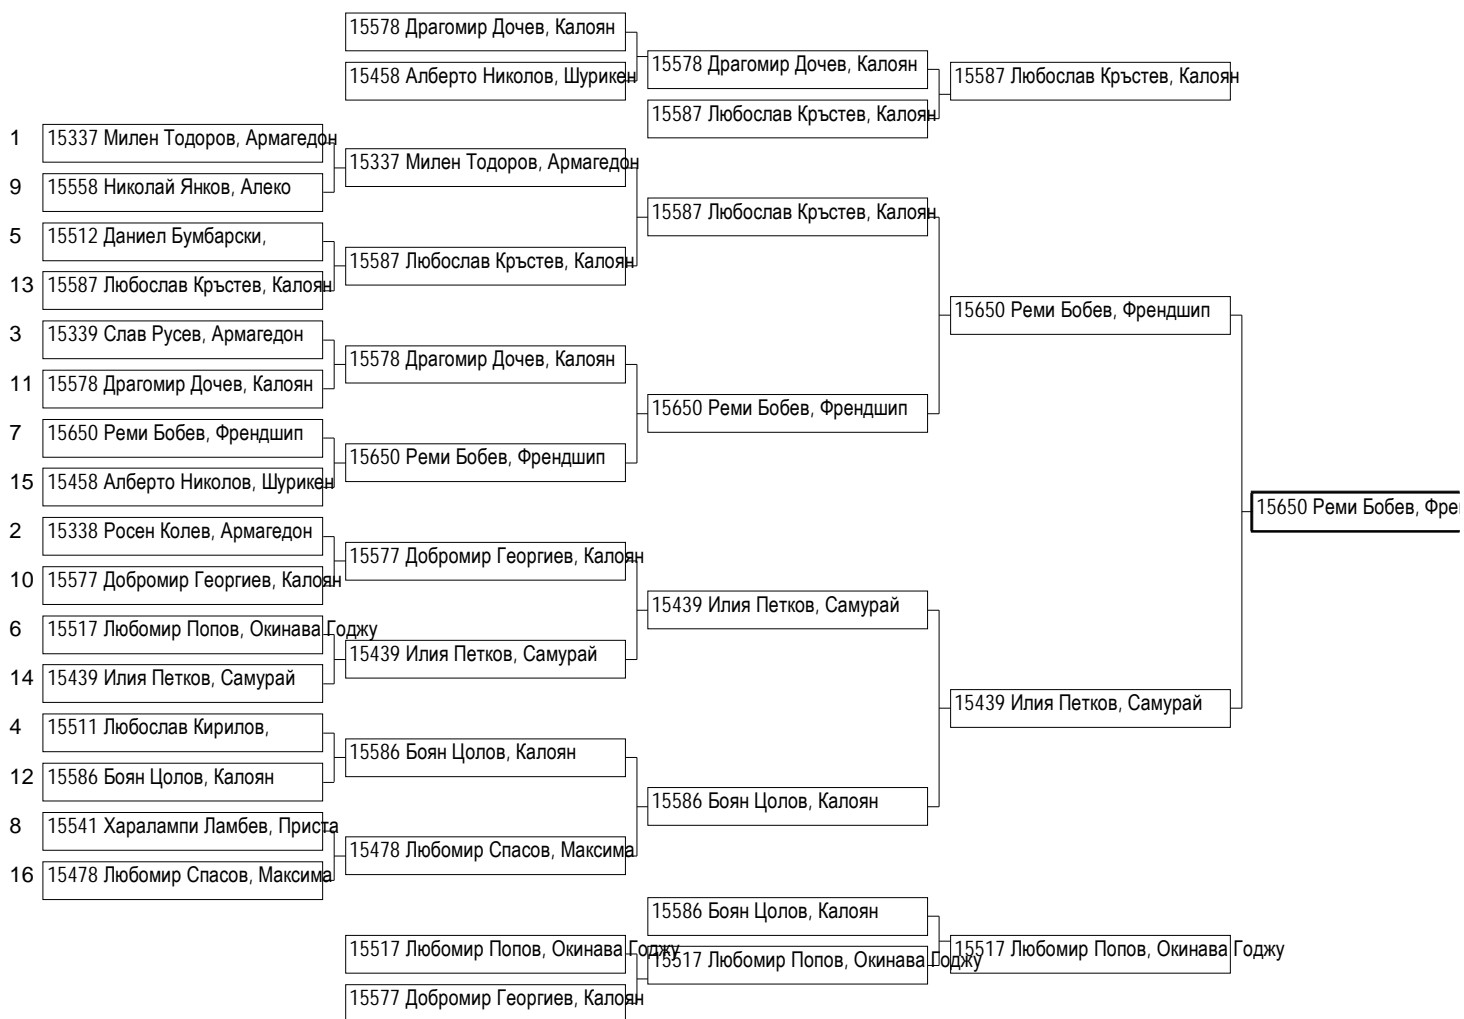 15578 Драгомир Дочев, Калоян
15458 Алберто Николов, Шурикен
15578 Драгомир Дочев, Калоян
15587 Любослав Кръстев, Калоян
15587 Любослав Кръстев, Калоян
1 15337 Милен Тодоров, Армагедон
9 15558 Николай Янков, Алеко
5 15512 Даниел Бумбарски,
13 15587 Любослав Кръстев, Калоян
3 15339 Слав Русев, Армагедон
11 15578 Драгомир Дочев, Калоян
7 15650 Реми Бобев, Френдшип
15 15458 Алберто Николов, Шурикен
2 15338 Росен Колев, Армагедон
10 15577 Добромир Георгиев, Калоян
6 15517 Любомир Попов, Окинава Годжу
14 15439 Илия Петков, Самурай
4 15511 Любослав Кирилов,
12 15586 Боян Цолов, Калоян
8 15541 Харалампи Ламбев, Приста
16 15478 Любомир Спасов, Максима
15337 Милен Тодоров, Армагедон
15587 Любослав Кръстев, Калоян
15578 Драгомир Дочев, Калоян
15650 Реми Бобев, Френдшип
15577 Добромир Георгиев, Калоян
15439 Илия Петков, Самурай
15586 Боян Цолов, Калоян
15478 Любомир Спасов, Максима
15587 Любослав Кръстев, Калоян
15650 Реми Бобев, Френдшип
15439 Илия Петков, Самурай
15586 Боян Цолов, Калоян
15650 Реми Бобев, Френдшип
15439 Илия Петков, Самурай
15650 Реми Бобев, Фре
15586 Боян Цолов, Калоян
15517 Любомир Попов, Окинава Годжу
15577 Добромир Георгиев, Калоян
15517 Любомир Попов, Окинава Годжу
15517 Любомир Попов, Окинава Годжу